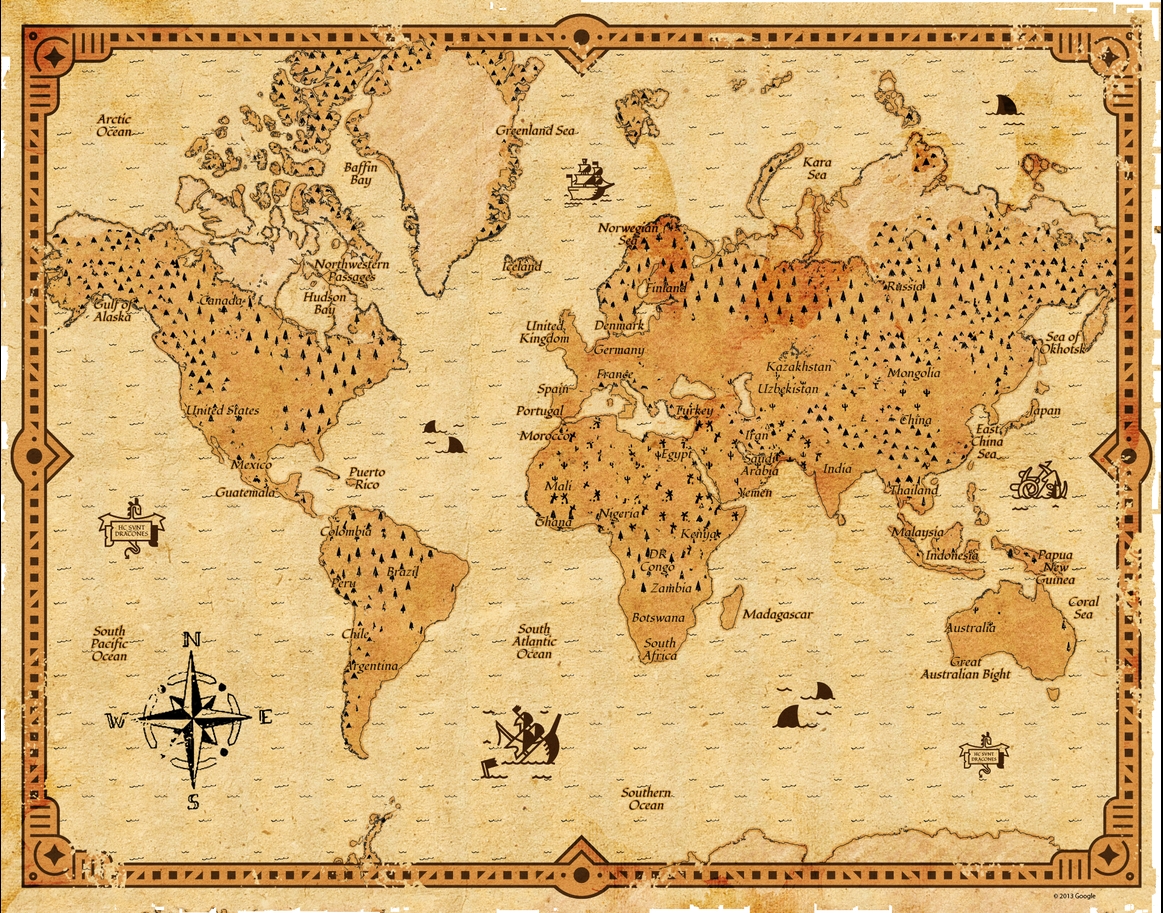 Arctic
Ocean
Greenland Sea
Baffin
Bay
Kara
Sea
Norwegian
Sea
Northwestern
Passages
Iceland
Hudson
Bay
Canada
Gulf of
Alaska
Finland
Russia
United
Kingdom
Denmark
Germany
Sea of
Okhotsk
France
Kazakhstan
Mongolia
Spain
Uzbekistan
United States
Portugal
Turkey
China
Japan
Morocco
Iran
East
China
Sea
Egypt
Mexico
Puerto
Rico
Saudi
Arabia
India
Guatemala
Mali
Yemen
Thailand
Ghana
Nigeria
HC SVNT
DRACONES
Colombia
Kenya
Malaysia
DR
Congo
Indonesia
Papua
New
Guinea
Peru
Brazil
Zambia
Botswana
Madagascar
Coral
Sea
South
Pacific
Ocean
Chile
South
Atlantic
Ocean
South
Africa
Australia
Argentina
Great
Australian Bight
N
W
E
S
HC SVNT
DRACONES
Southern
Ocean
© 2013 Google